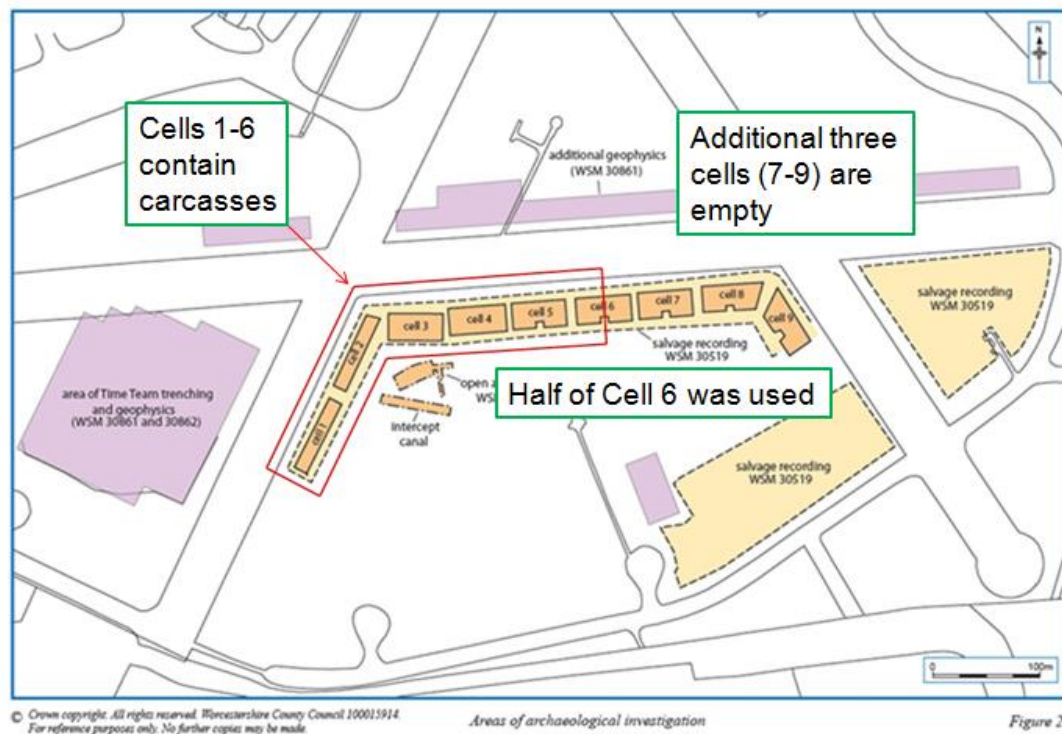 N
Cells 1-6
contain
carcasses
additional geophysics
(WSM 30861)
Additional three
cells (7-9) are
empty
cell 1
cell 2
cell 3
cell 4
cell 5
cell 6
cell 7
cell 8
cell 9
salvage recording
WSM 30519
salvage recording
WSM 30519
area of Time Team trenching
and geophysics
(WSM 30861 and 30862)
open a
WS
Half of Cell 6 was used
Intercept
canal
salvage recording
WSM 30519
0 100m
© Crown copyright. All rights reserved. Worcestershire County Council 100015914.
For reference purposes only. No further copies may be made.
Areas of archaeological investigation
Figure 2